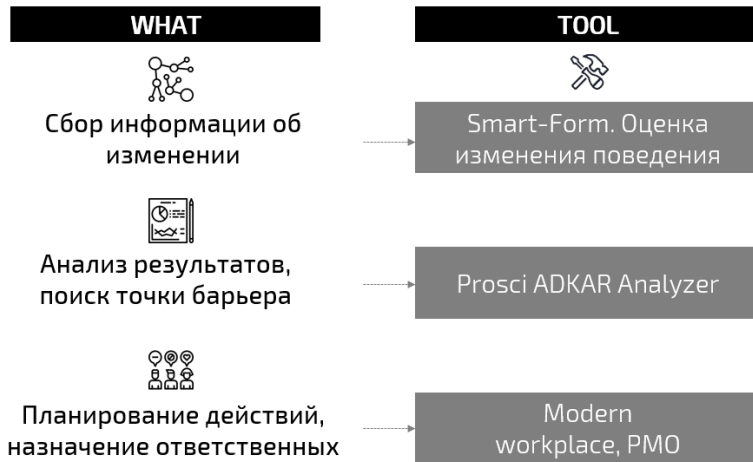 WHAT
TOOL
Сбор информации об
изменении
Smart-Form. Оценка
изменения поведения
Анализ результатов,
поиск точки барьера
Prosci ADKAR Analyzer
Планирование действий,
назначение ответственных
Modern
workplace, PMO